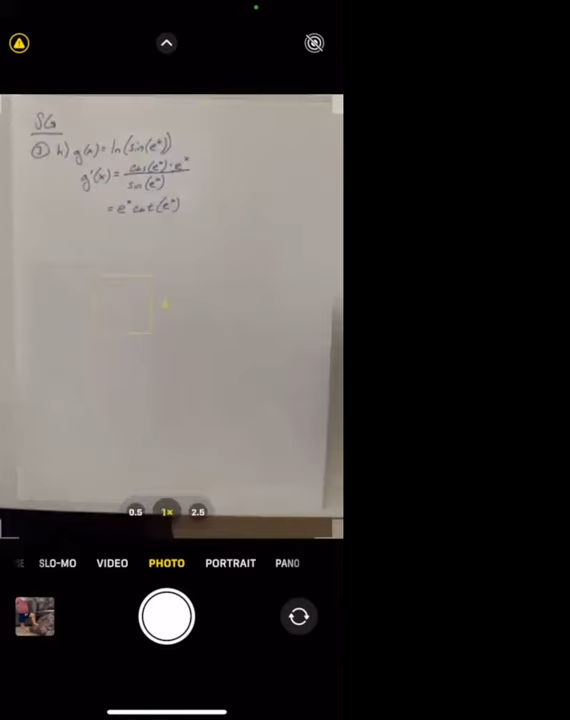 SG
③ h) g(x) = ln(sin(e^x))
g'(x) = cos(e^x) · e^x / sin(e^x)
= e^x cot(e^x)
0.5 1× 2.5
SLO-MO VIDEO PHOTO PORTRAIT PANO